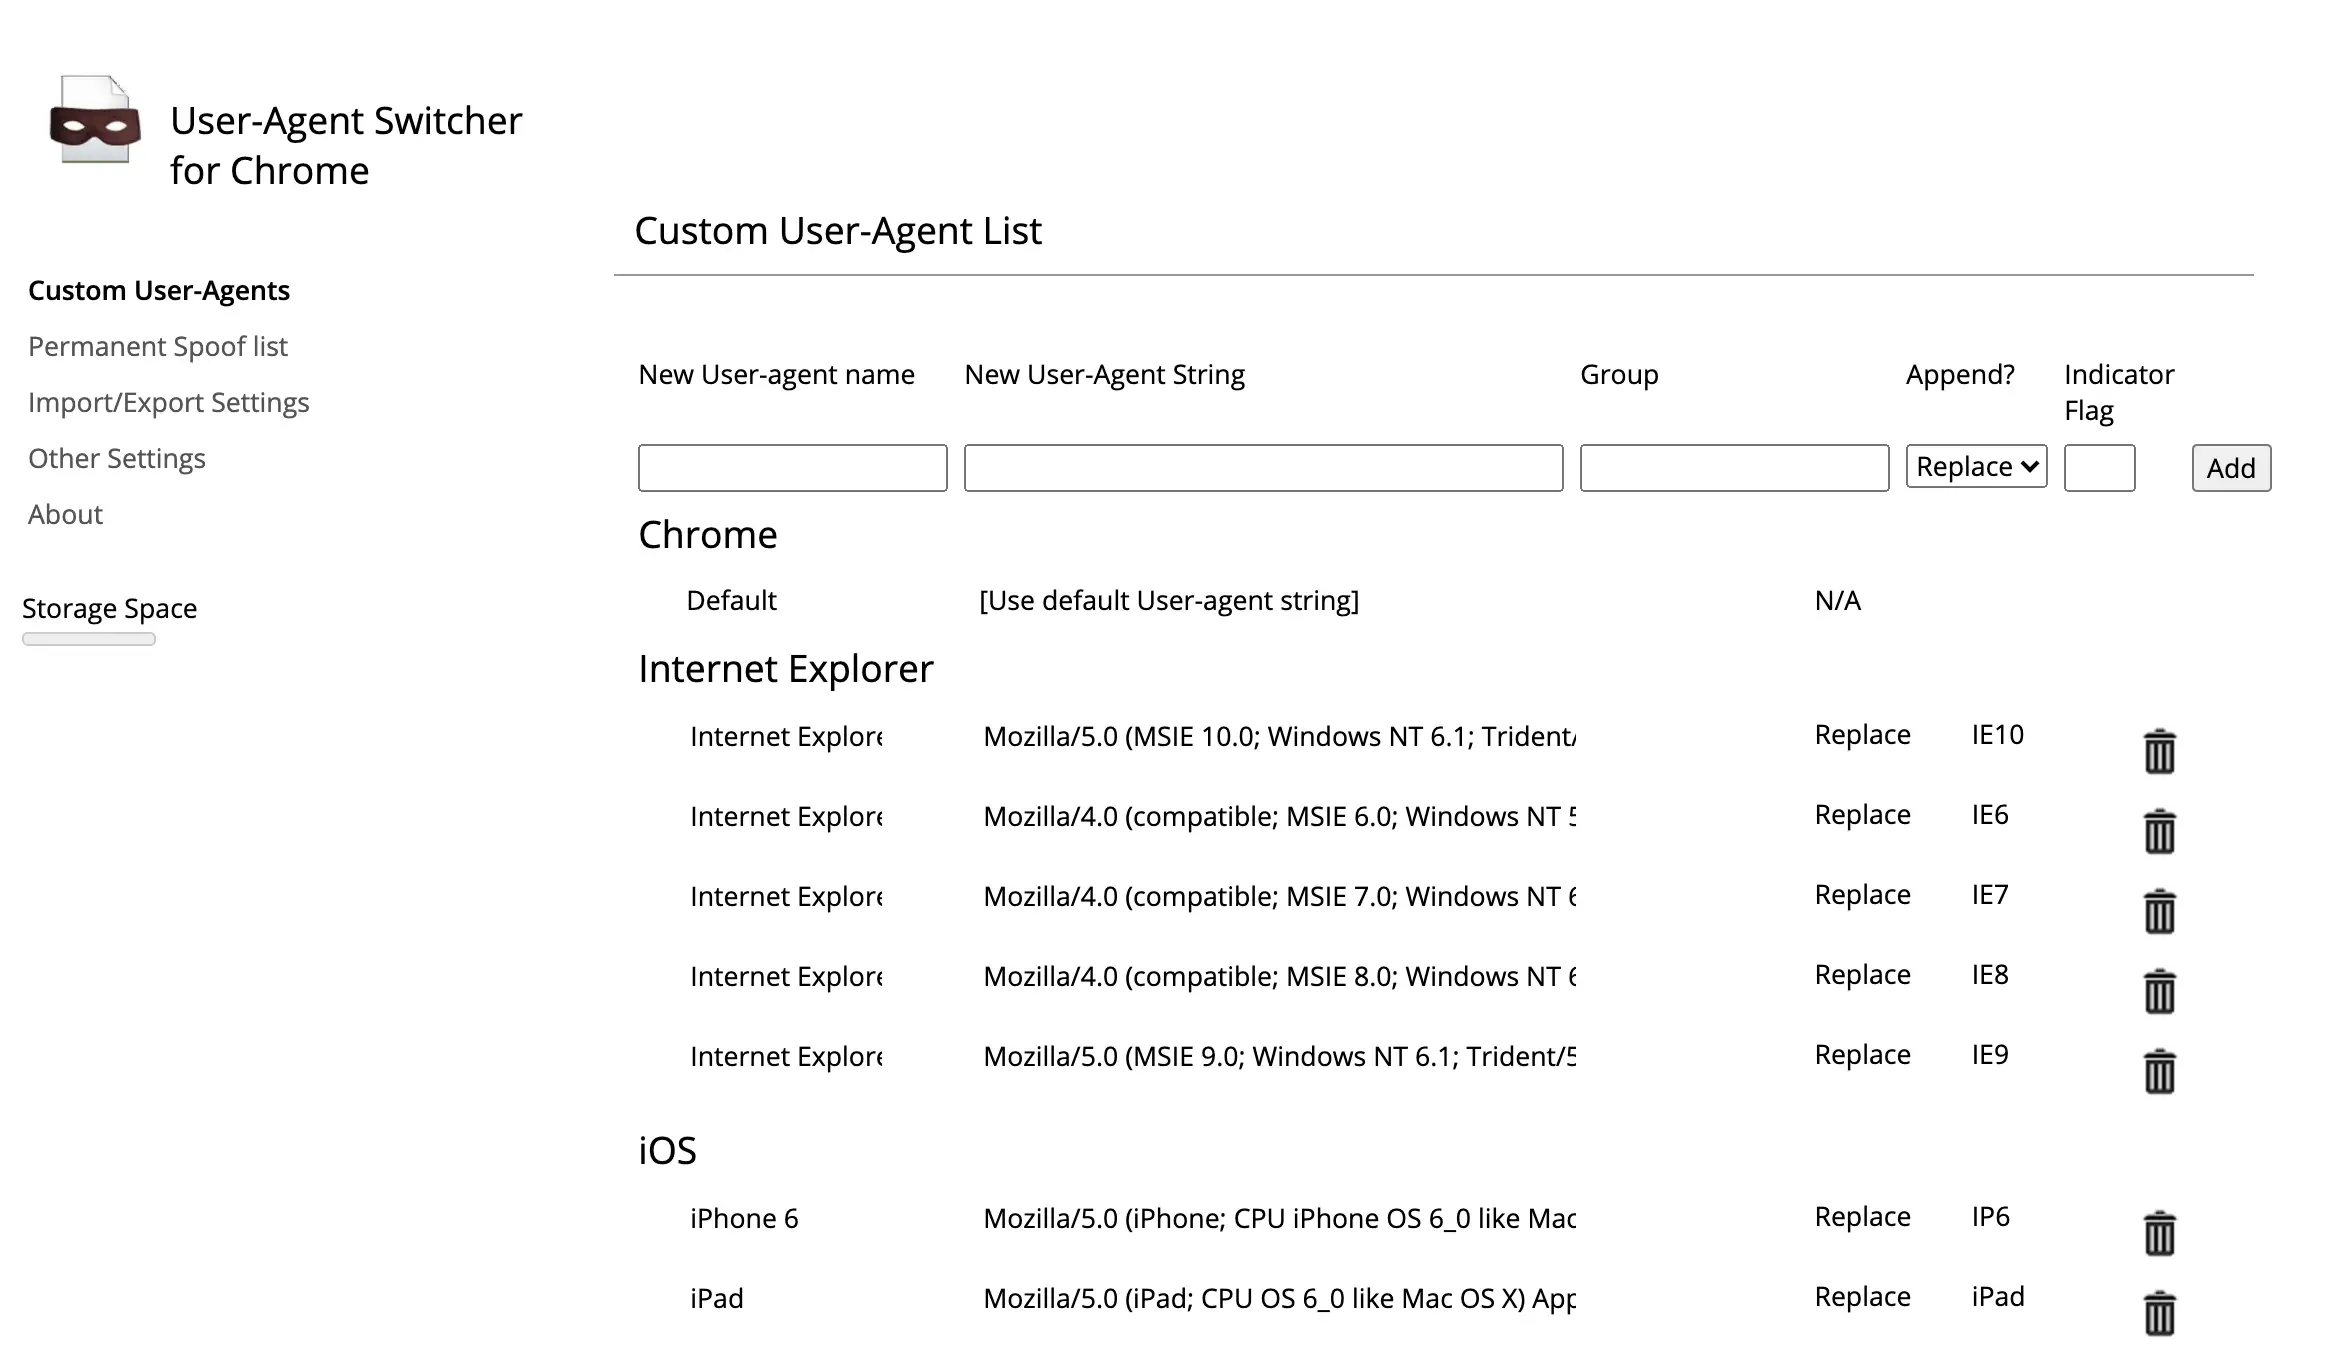 User-Agent Switcher
for Chrome
Custom User-Agents
Permanent Spoof list
Import/Export Settings
Other Settings
About
Storage Space
Custom User-Agent List
New User-agent name New User-Agent String Group Append? Indicator
Flag
Replace Add
Chrome
Default [Use default User-agent string] N/A
Internet Explorer
Internet Explore Mozilla/5.0 (MSIE 10.0; Windows NT 6.1; Trident/ Replace IE10
Internet Explore Mozilla/4.0 (compatible; MSIE 6.0; Windows NT 5 Replace IE6
Internet Explore Mozilla/4.0 (compatible; MSIE 7.0; Windows NT 6 Replace IE7
Internet Explore Mozilla/4.0 (compatible; MSIE 8.0; Windows NT 6 Replace IE8
Internet Explore Mozilla/5.0 (MSIE 9.0; Windows NT 6.1; Trident/5 Replace IE9
iOS
iPhone 6 Mozilla/5.0 (iPhone; CPU iPhone OS 6_0 like Mac Replace IP6
iPad Mozilla/5.0 (iPad; CPU OS 6_0 like Mac OS X) App Replace iPad